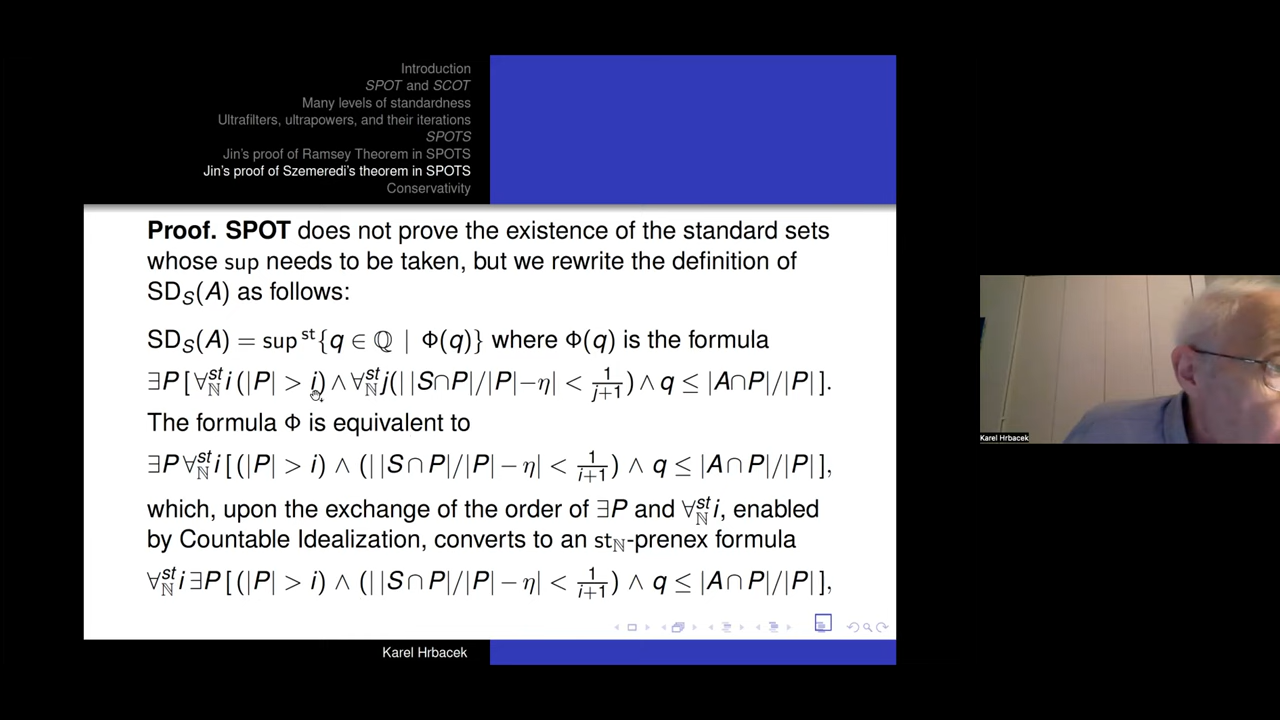 Introduction
SPOT and SCOT
Many levels of standardness
Ultrafilters, ultrapowers, and their iterations
SPOTS
Jin's proof of Ramsey Theorem in SPOTS
Jin's proof of Szemeredi's theorem in SPOTS
Conservativity
Proof. SPOT does not prove the existence of the standard sets
whose sup needs to be taken, but we rewrite the definition of
SD_S(A) as follows:
SD_S(A) = sup^st{q ∈ ℚ | Φ(q)} where Φ(q) is the formula
∃P [∀^st_ℕ i (|P| > i) ∧ ∀^st_ℕ j(| |S∩P|/|P|−η| < 1/(j+1)) ∧ q ≤ |A∩P|/|P| ].
The formula Φ is equivalent to
∃P ∀^st_ℕ i [(|P| > i) ∧ (| |S ∩ P|/|P| − η| < 1/(i+1)) ∧ q ≤ |A ∩ P|/|P| ],
which, upon the exchange of the order of ∃P and ∀^st_ℕ i, enabled
by Countable Idealization, converts to an st_ℕ-prenex formula
∀^st_ℕ i ∃P [(|P| > i) ∧ (| |S ∩ P|/|P| − η| < 1/(i+1)) ∧ q ≤ |A ∩ P|/|P| ],
Karel Hrbacek
Karel Hrbacek